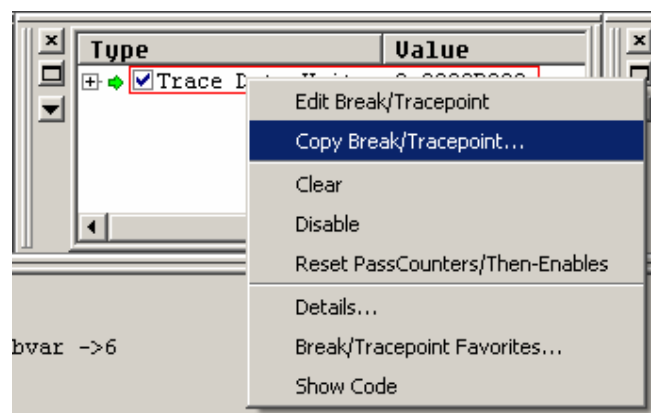 Type Value
Trace
Edit Break/Tracepoint
Copy Break/Tracepoint...
Clear
Disable
Reset PassCounters/Then-Enables
Details...
bvar ->6
Break/Tracepoint Favorites...
Show Code